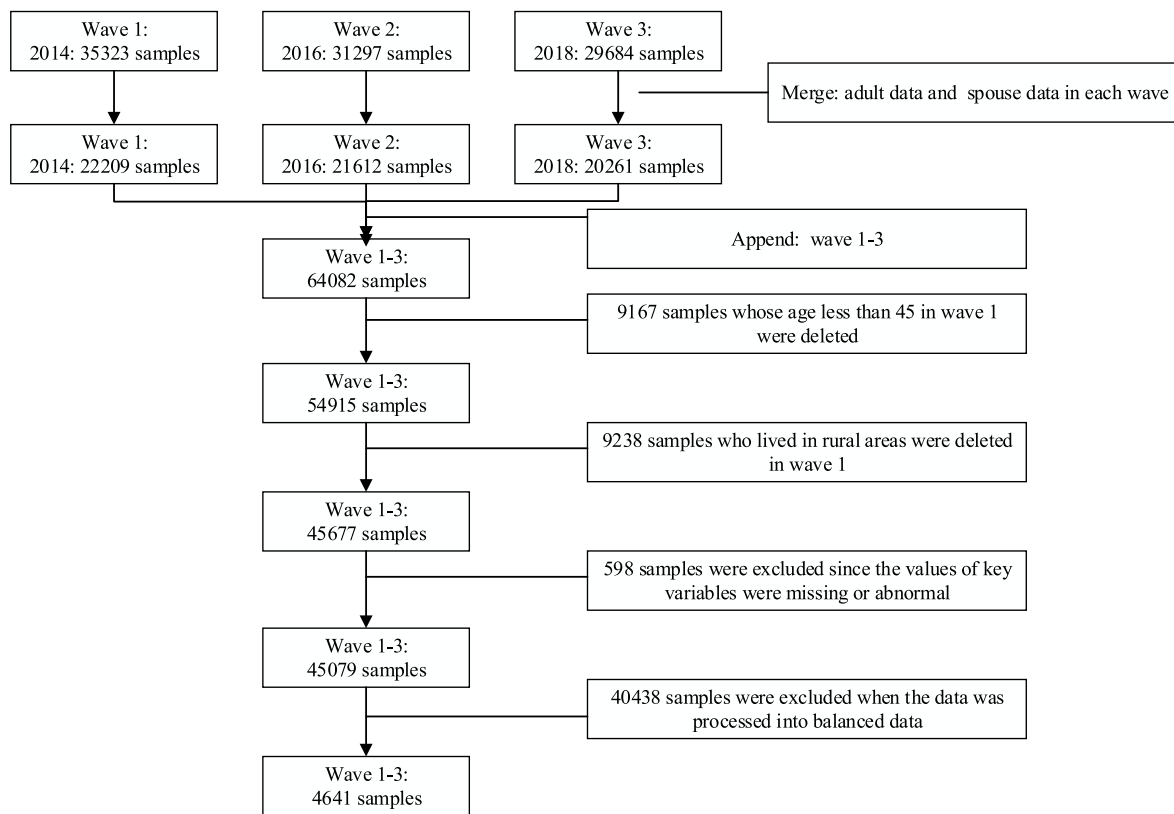 Wave 1:
2014: 35323 samples
Wave 2:
2016: 31297 samples
Wave 3:
2018: 29684 samples
Merge: adult data and  spouse data in each wave
Wave 1:
2014: 22209 samples
Wave 2:
2016: 21612 samples
Wave 3:
2018: 20261 samples
Append:  wave 1-3
Wave 1-3:
64082 samples
9167 samples whose age less than 45 in wave 1
were deleted
Wave 1-3:
54915 samples
9238 samples who lived in rural areas were deleted
in wave 1
Wave 1-3:
45677 samples
598 samples were excluded since the values of key
variables were missing or abnormal
Wave 1-3:
45079 samples
40438 samples were excluded when the data was
processed into balanced data
Wave 1-3:
4641 samples